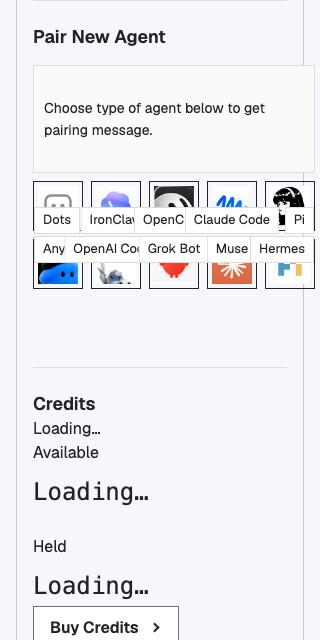 Pair New Agent
Choose type of agent below to get
pairing message.
Dots IronClaw OpenC Claude Code Pi
Any OpenAI Co Grok Bot Muse Hermes
Credits
Loading…
Available
Loading…
Held
Loading…
Buy Credits